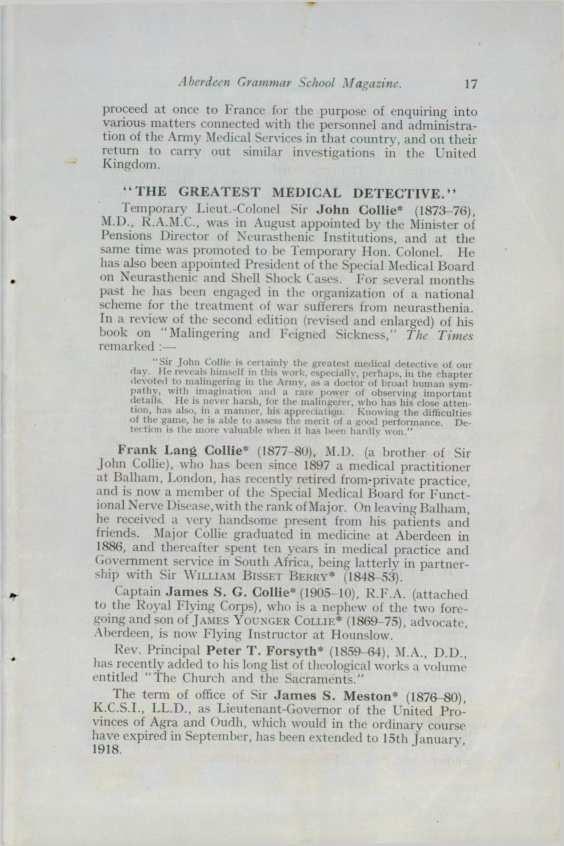 Aberdeen Grammar School Magazine. 17
proceed at once to France for the purpose of enquiring into
various matters connected with the personnel and administra-
tion of the Army Medical Services in that country, and on their
return to carry out similar investigations in the United
Kingdom.
"THE GREATEST MEDICAL DETECTIVE."
Temporary Lieut.-Colonel Sir John Collie* (1873–76),
M.D., R.A.M.C., was in August appointed by the Minister of
Pensions Director of Neurasthenic Institutions, and at the
same time was promoted to be Temporary Hon. Colonel. He
has also been appointed President of the Special Medical Board
on Neurasthenic and Shell Shock Cases. For several months
past he has been engaged in the organization of a national
scheme for the treatment of war sufferers from neurasthenia.
In a review of the second edition (revised and enlarged) of his
book on "Malingering and Feigned Sickness," The Times
remarked :—
"Sir John Collie is certainly the greatest medical detective of our
day. He reveals himself in this work, especially, perhaps, in the chapter
devoted to malingering in the Army, as a doctor of broad human sym-
pathy, with imagination and a rare power of observing important
details. He is never harsh, for the malingerer, who has his close atten-
tion, has also, in a manner, his appreciation. Knowing the difficulties
of the game, he is able to assess the merit of a good performance. De-
tection is the more valuable when it has been hardly won."
Frank Lang Collie* (1877–80), M.D. (a brother of Sir
John Collie), who has been since 1897 a medical practitioner
at Balham, London, has recently retired from private practice,
and is now a member of the Special Medical Board for Funct-
ional Nerve Disease, with the rank of Major. On leaving Balham,
he received a very handsome present from his patients and
friends. Major Collie graduated in medicine at Aberdeen in
1886, and thereafter spent ten years in medical practice and
Government service in South Africa, being latterly in partner-
ship with Sir William Bisset Berry* (1848–53).
Captain James S. G. Collie* (1905–10), R.F.A. (attached
to the Royal Flying Corps), who is a nephew of the two fore-
going and son of James Younger Collie* (1869–75), advocate,
Aberdeen, is now Flying Instructor at Hounslow.
Rev. Principal Peter T. Forsyth* (1859–64), M.A., D.D.,
has recently added to his long list of theological works a volume
entitled "The Church and the Sacraments."
The term of office of Sir James S. Meston* (1876–80),
K.C.S.I., LL.D., as Lieutenant-Governor of the United Pro-
vinces of Agra and Oudh, which would in the ordinary course
have expired in September, has been extended to 15th January,
1918.